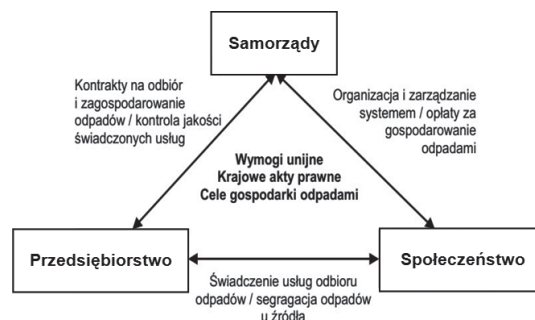 Samorządy
Kontrakty na odbiór
i zagospodarowanie
odpadów / kontrola jakości
świadczonych usług
Organizacja i zarządzanie
systemem / opłaty za
gospodarowanie
odpadami
Wymogi unijne
Krajowe akty prawne
Cele gospodarki odpadami
Przedsiębiorstwo
Społeczeństwo
Świadczenie usług odbioru
odpadów / segragacja odpadów
u źródła